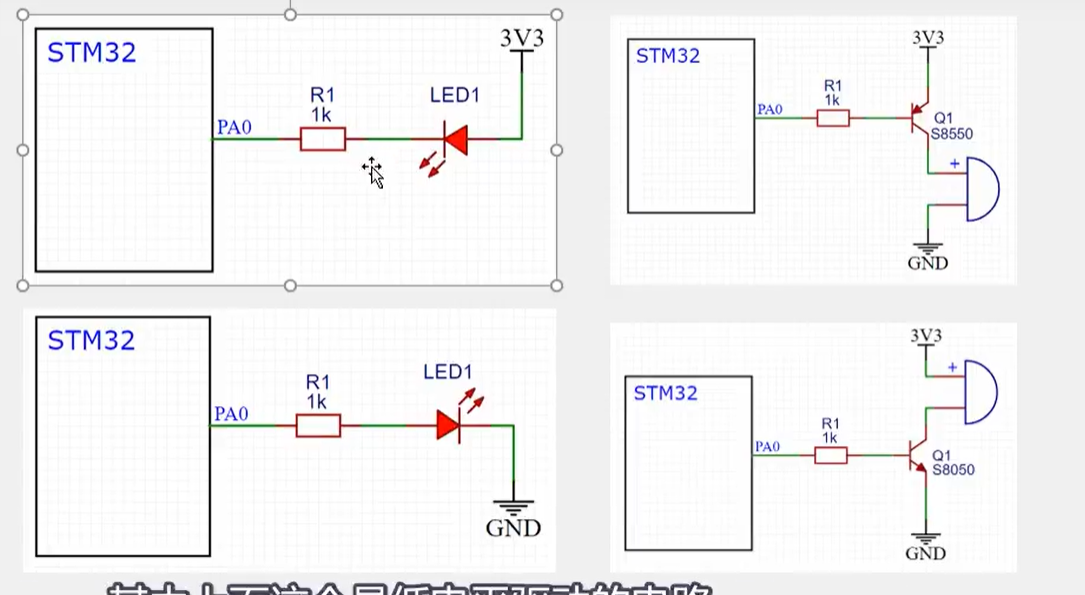 STM32
3V3
R1
1k
LED1
PA0
STM32
3V3
R1
1k
PA0
Q1
S8550
+
GND
STM32
R1
1k
LED1
PA0
GND
3V3
+
STM32
R1
1k
PA0
Q1
S8050
GND